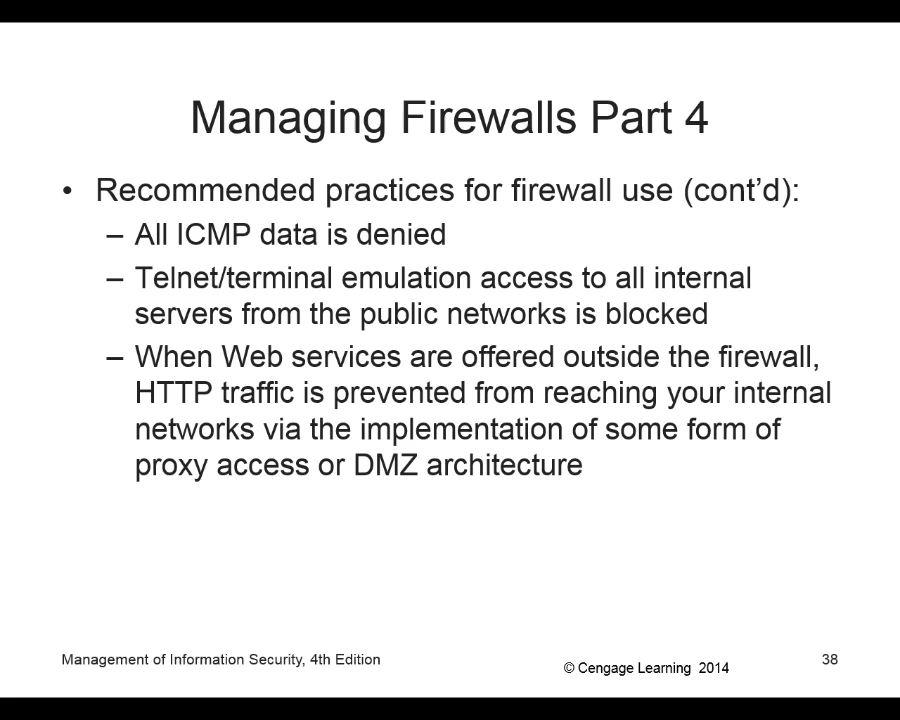 Managing Firewalls Part 4
• Recommended practices for firewall use (cont’d):
– All ICMP data is denied
– Telnet/terminal emulation access to all internal
servers from the public networks is blocked
– When Web services are offered outside the firewall,
HTTP traffic is prevented from reaching your internal
networks via the implementation of some form of
proxy access or DMZ architecture
Management of Information Security, 4th Edition
© Cengage Learning 2014
38